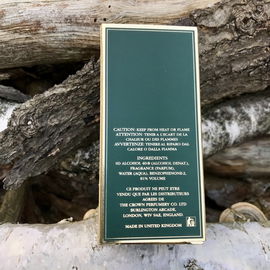 CAUTION: KEEP FROM HEAT OR FLAME
ATTENTION: TENIR A L'ECART DE LA
CHALEUR OU DES FLAMMES
AVVERTENZE: TENERE AL RIPARO DAL
CALORE O DALLA FIAMMA
INGREDIENTS
SD ALCOHOL 40-B (ALCOHOL DENAT.),
FRAGRANCE (PARFUM),
WATER (AQUA), BENZOPHENONE-2,
81% VOLUME
CE PRODUIT NE PEUT ÊTRE
VENDU QUE PAR LES DISTRIBUTEURS
AGRÉES DE
THE CROWN PERFUMERY CO. LTD
BURLINGTON ARCADE,
LONDON, W1V 9AE, ENGLAND
MADE IN UNITED KINGDOM